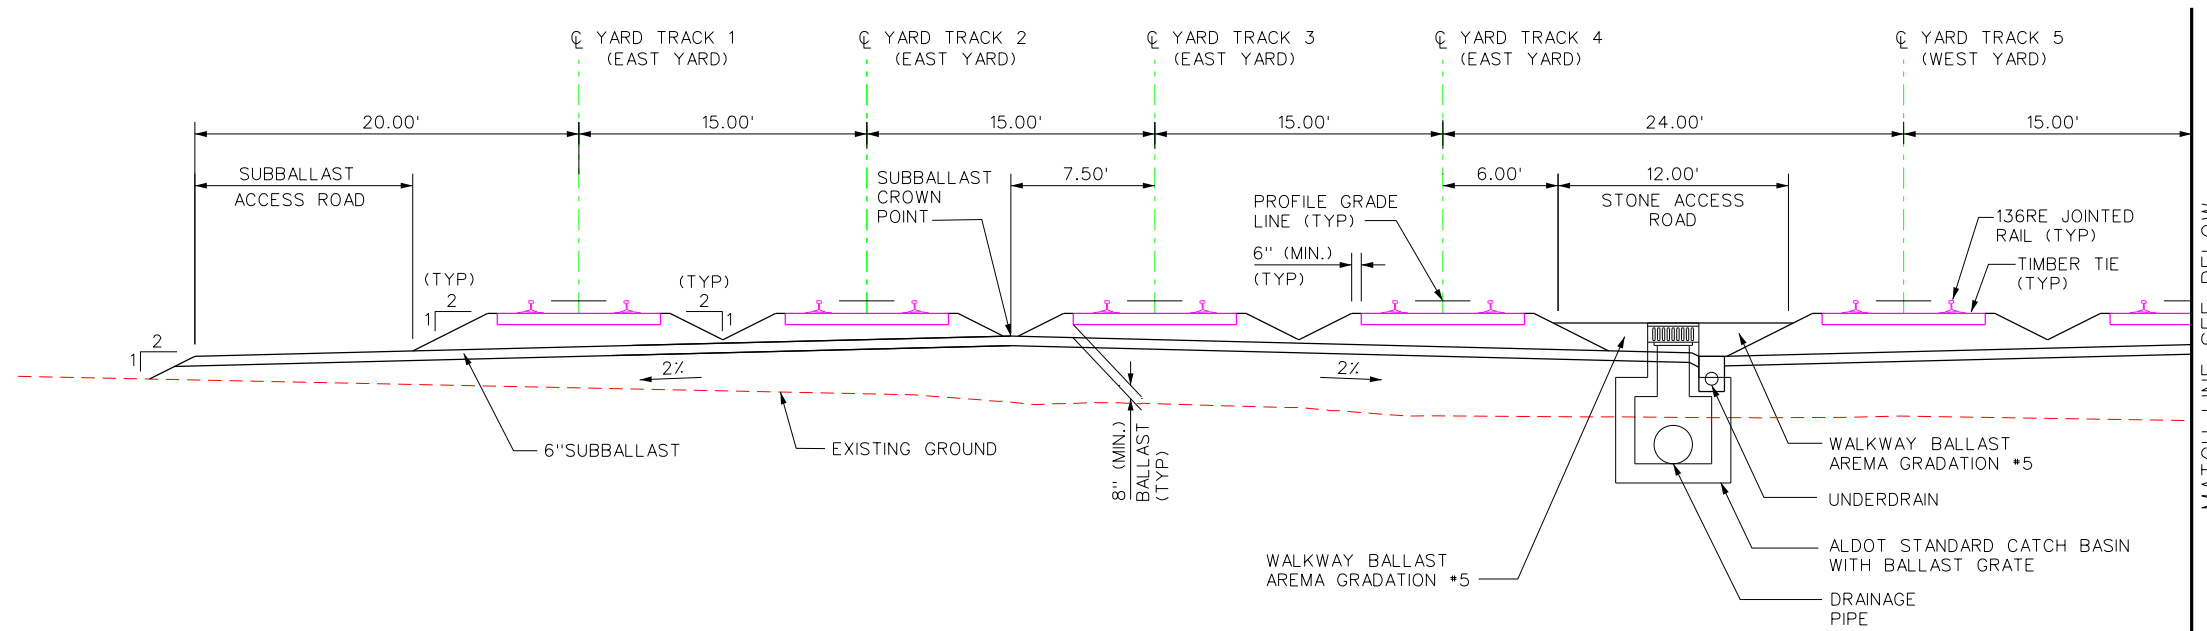 ℄ YARD TRACK 1
(EAST YARD)
℄ YARD TRACK 2
(EAST YARD)
℄ YARD TRACK 3
(EAST YARD)
℄ YARD TRACK 4
(EAST YARD)
℄ YARD TRACK 5
(WEST YARD)
20.00'
15.00'
15.00'
15.00'
24.00'
15.00'
SUBBALLAST
ACCESS ROAD
SUBBALLAST
CROWN
POINT
7.50'
PROFILE GRADE
LINE (TYP)
6" (MIN.)
(TYP)
6.00'
12.00'
STONE ACCESS
ROAD
136RE JOINTED
RAIL (TYP)
TIMBER TIE
(TYP)
(TYP)
2
1
(TYP)
2
1
2
1
2%
2%
6"SUBBALLAST
EXISTING GROUND
8" (MIN.)
BALLAST
(TYP)
WALKWAY BALLAST
AREMA GRADATION #5
WALKWAY BALLAST
AREMA GRADATION #5
UNDERDRAIN
ALDOT STANDARD CATCH BASIN
WITH BALLAST GRATE
DRAINAGE
PIPE
MATCH LINE SEE BELOW